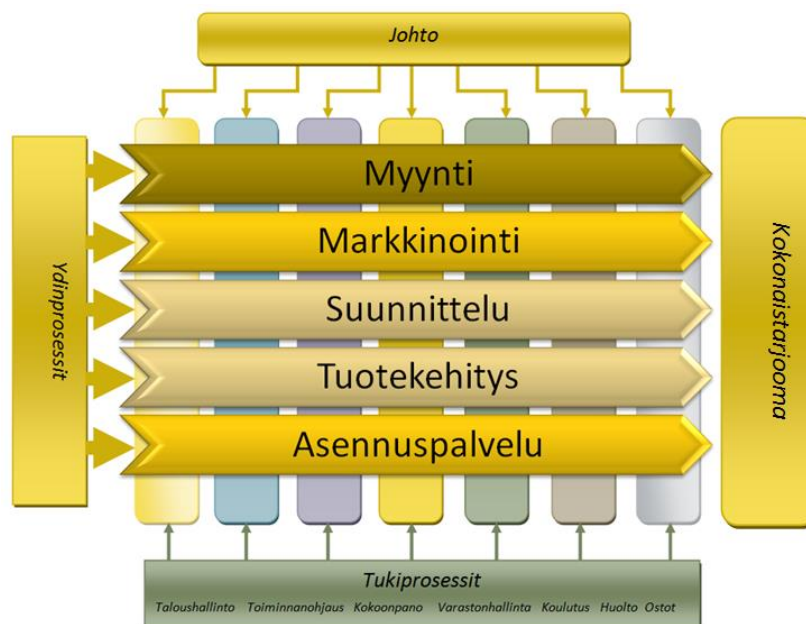 Johto
Ydinprosessit
Myynti
Markkinointi
Suunnittelu
Tuotekehitys
Asennuspalvelu
Kokonaistarjooma
Tukiprosessit
Taloushallinto Toiminnanohjaus Kokoonpano Varastonhallinta Koulutus Huolto Ostot